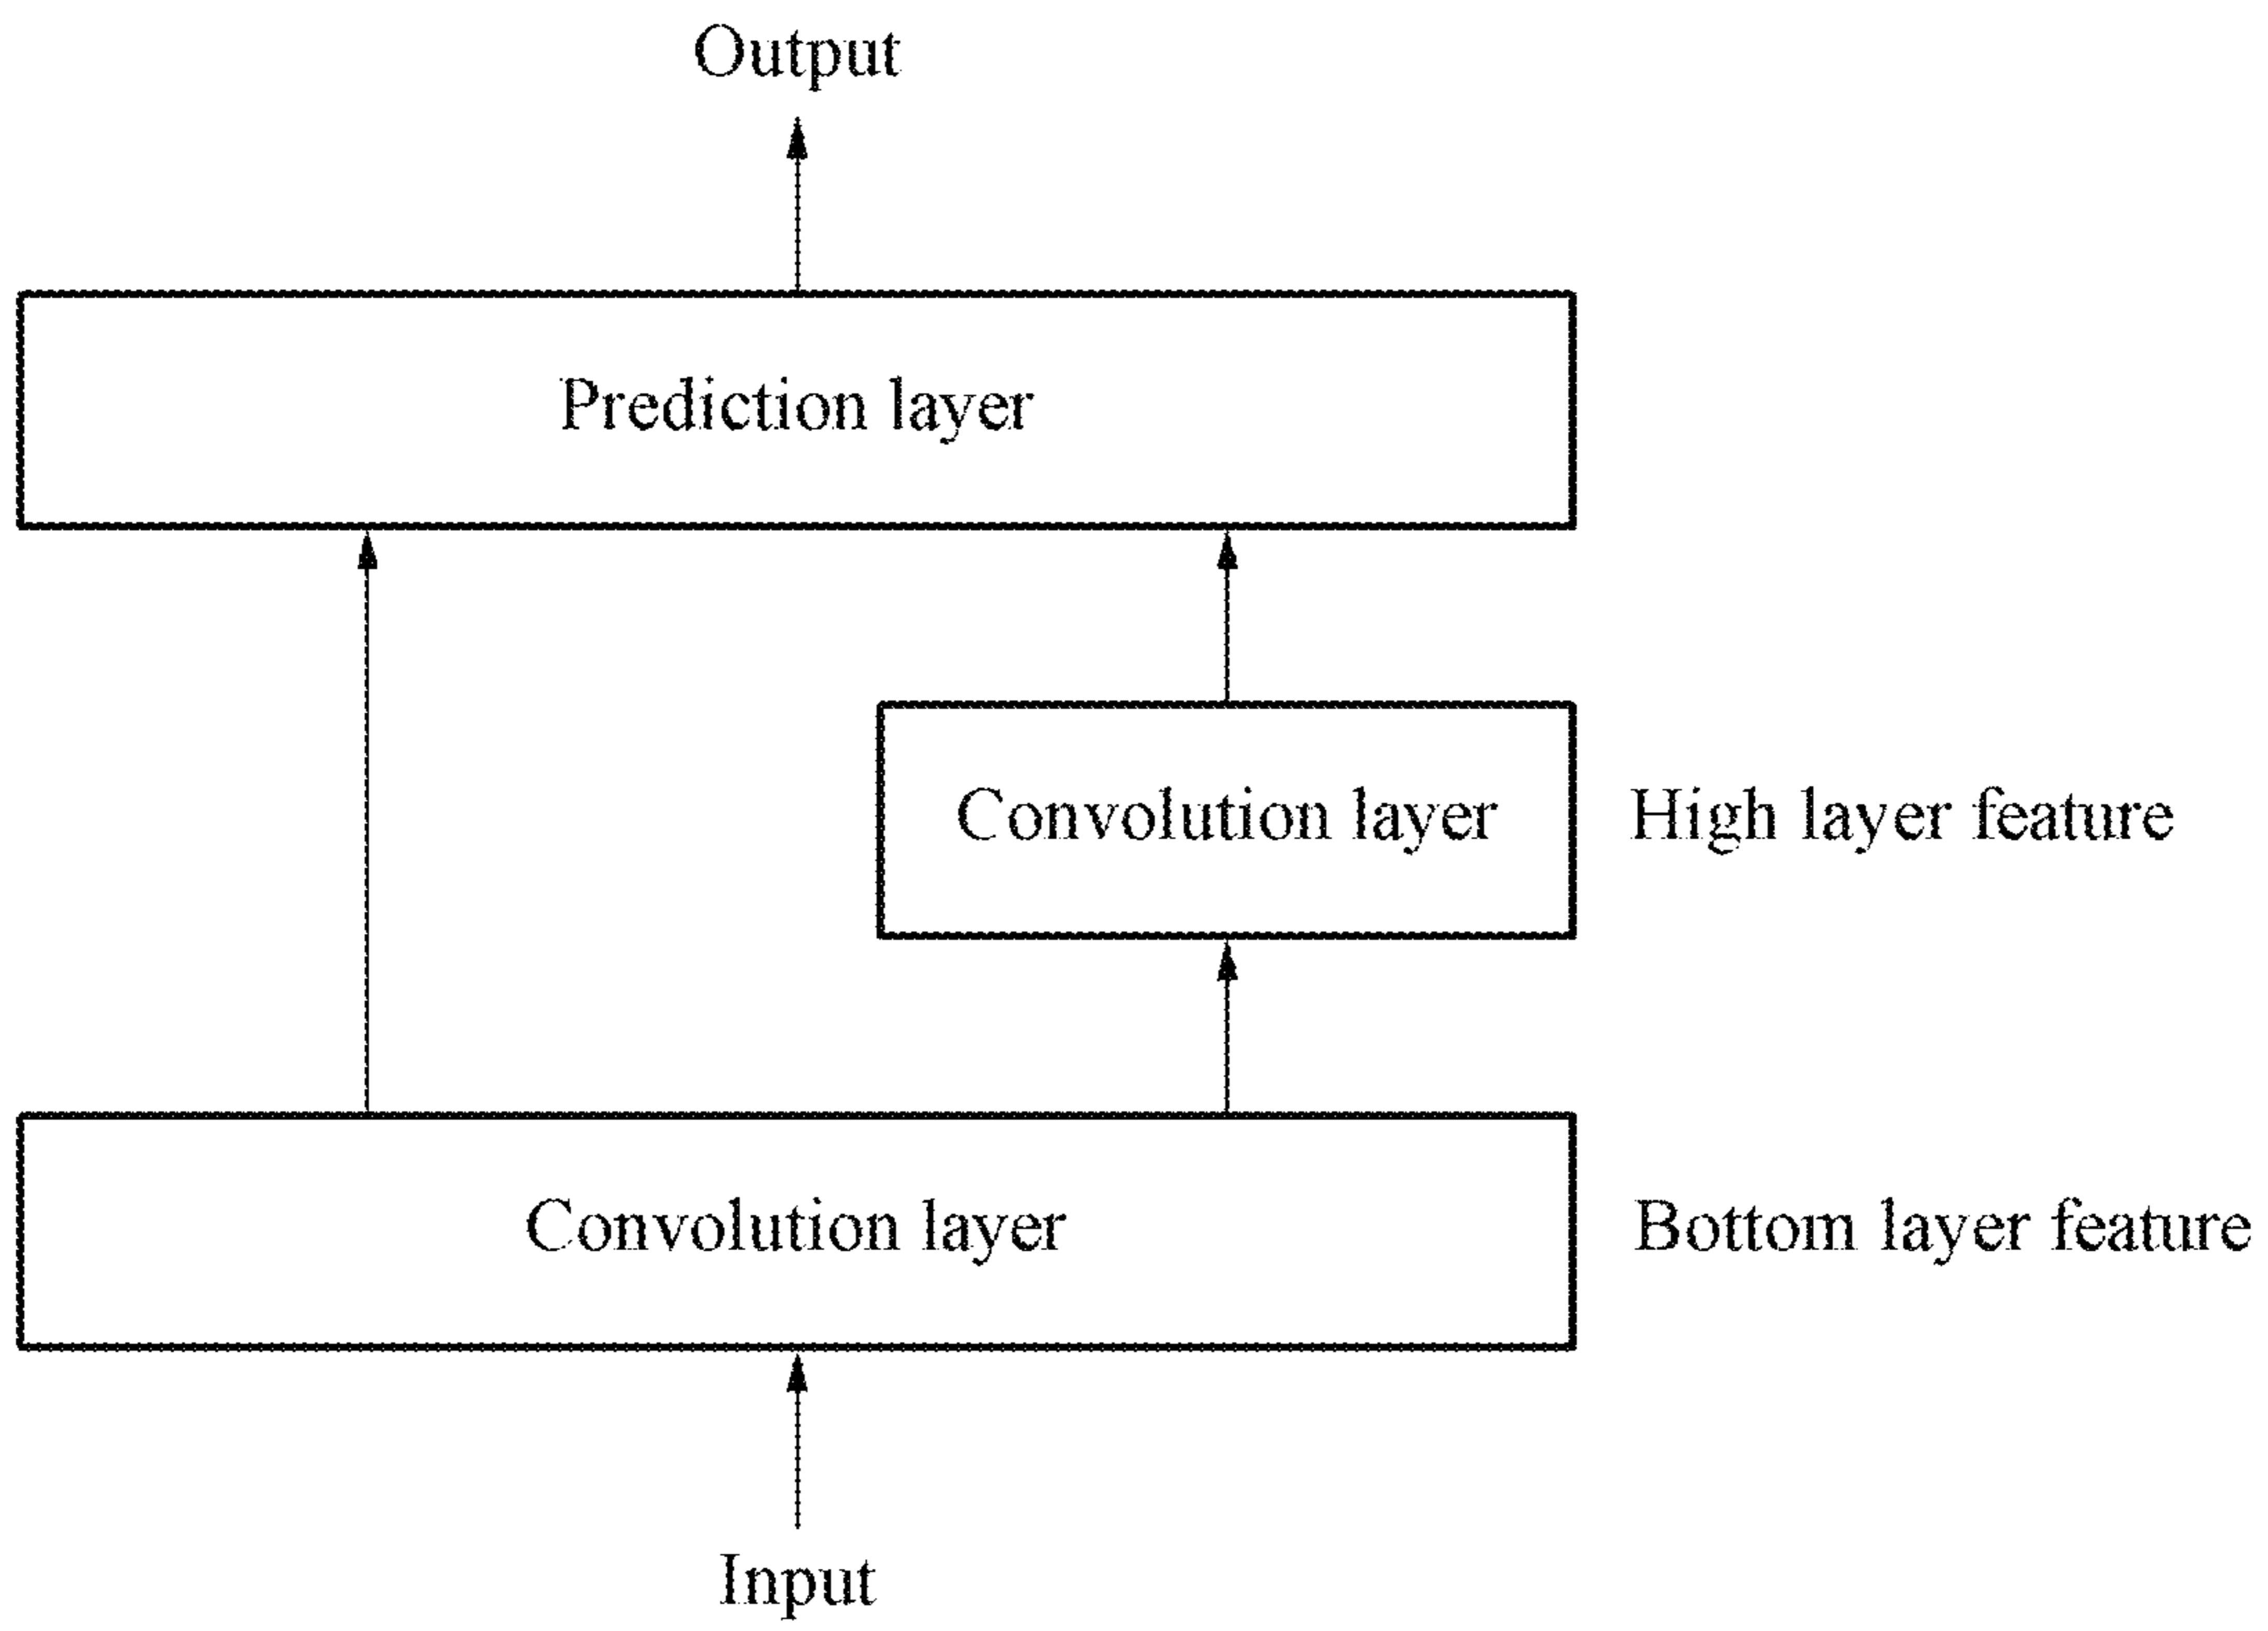 Output
Prediction layer
Convolution layer
High layer feature
Convolution layer
Bottom layer feature
Input